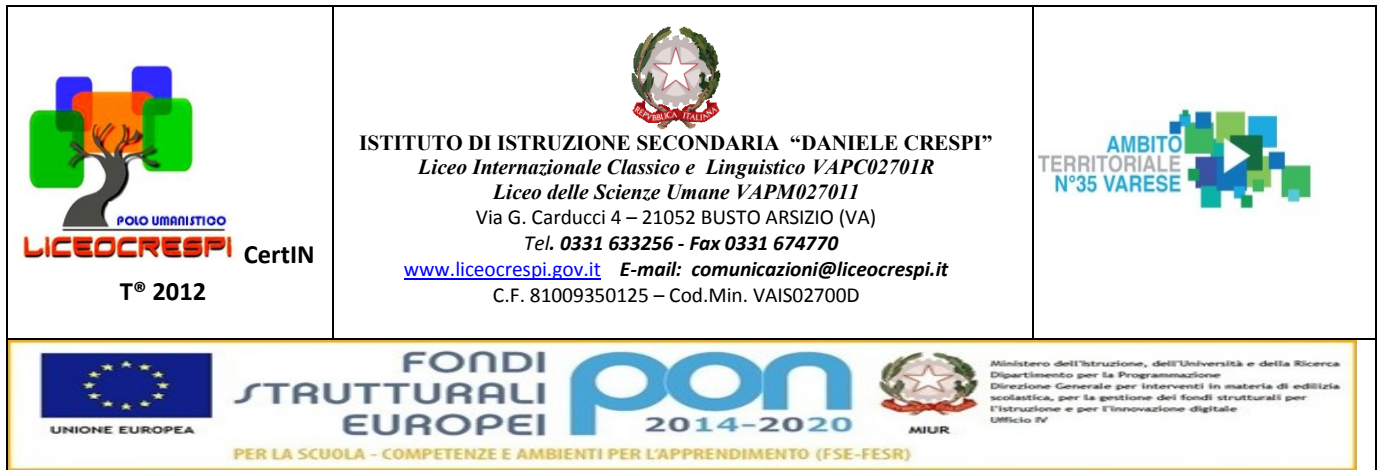 POLO UMANISTICO
LICEOCRESPI CertIN
T® 2012
REPVBBLICA ITALIANA
ISTITUTO DI ISTRUZIONE SECONDARIA “DANIELE CRESPI”
Liceo Internazionale Classico e Linguistico VAPC02701R
Liceo delle Scienze Umane VAPM027011
Via G. Carducci 4 – 21052 BUSTO ARSIZIO (VA)
Tel. 0331 633256 - Fax 0331 674770
www.liceocrespi.gov.it E-mail: comunicazioni@liceocrespi.it
C.F. 81009350125 – Cod.Min. VAIS02700D
AMBITO
TERRITORIALE
N°35 VARESE
UNIONE EUROPEA
FONDI
STRUTTURALI
EUROPEI
pon
2014-2020
MIUR
Ministero dell'Istruzione, dell'Università e della Ricerca
Dipartimento per la Programmazione
Direzione Generale per interventi in materia di edilizia
scolastica, per la gestione dei fondi strutturali per
l'istruzione e per l'innovazione digitale
Ufficio IV
PER LA SCUOLA - COMPETENZE E AMBIENTI PER L'APPRENDIMENTO (FSE-FESR)